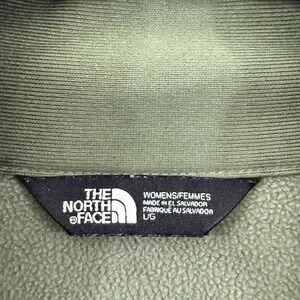 THE
NORTH
FACE
WOMENS/FEMMES
MADE IN EL SALVADOR
FABRIQUÉ AU SALVADOR
L/G